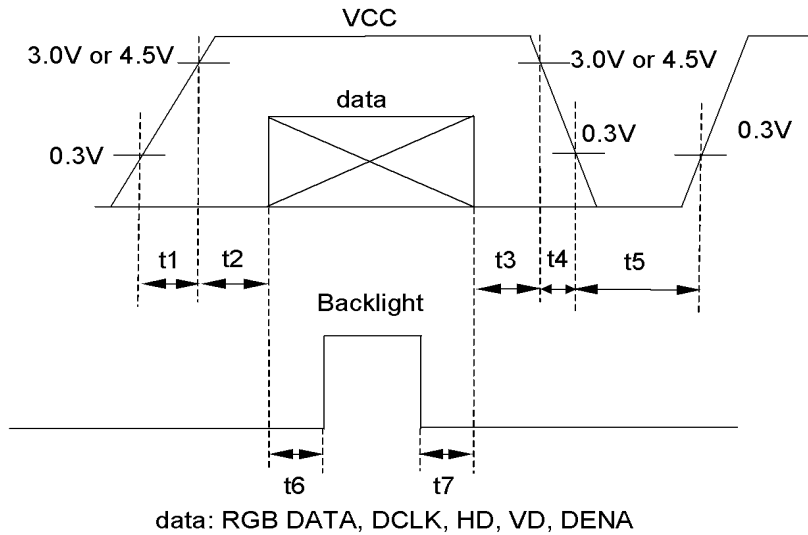 VCC
3.0V or 4.5V
3.0V or 4.5V
data
0.3V
0.3V
0.3V
t1
t2
t3
t4
t5
Backlight
t6
t7
data: RGB DATA, DCLK, HD, VD, DENA